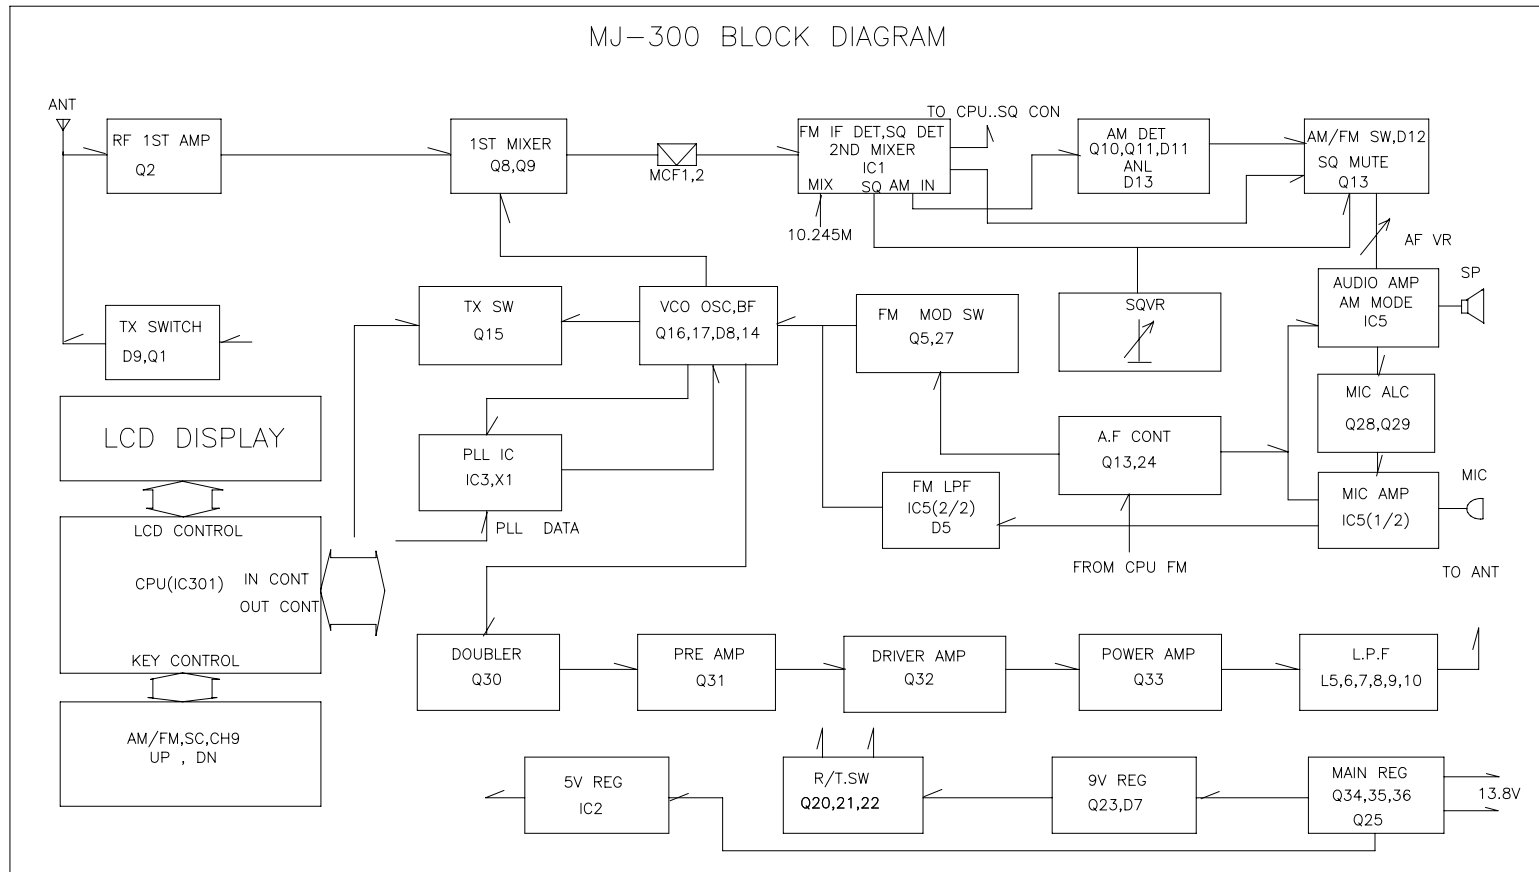 MJ-300 BLOCK DIAGRAM
ANT
RF 1ST AMP
Q2
1ST MIXER
Q8,Q9
MCF1,2
FM IF DET,SQ DET
2ND MIXER
IC1
MIX
SQ AM IN
10.245M
TO CPU..SQ CON
AM DET
Q10,Q11,D11
ANL
D13
AM/FM SW,D12
SQ MUTE
Q13
AF VR
TX SWITCH
D9,Q1
TX SW
Q15
VCO OSC,BF
Q16,17,D8,14
FM MOD SW
Q5,27
SQVR
AUDIO AMP
AM MODE
IC5
SP
MIC ALC
Q28,Q29
LCD DISPLAY
PLL IC
IC3,X1
PLL DATA
A.F CONT
Q13,24
FM LPF
IC5(2/2)
D5
MIC AMP
IC5(1/2)
MIC
FROM CPU FM
TO ANT
LCD CONTROL
CPU(IC301)
IN CONT
OUT CONT
KEY CONTROL
DOUBLER
Q30
PRE AMP
Q31
DRIVER AMP
Q32
POWER AMP
Q33
L.P.F
L5,6,7,8,9,10
AM/FM,SC,CH9
UP , DN
5V REG
IC2
R/T.SW
Q20,21,22
9V REG
Q23,D7
MAIN REG
Q34,35,36
Q25
13.8V